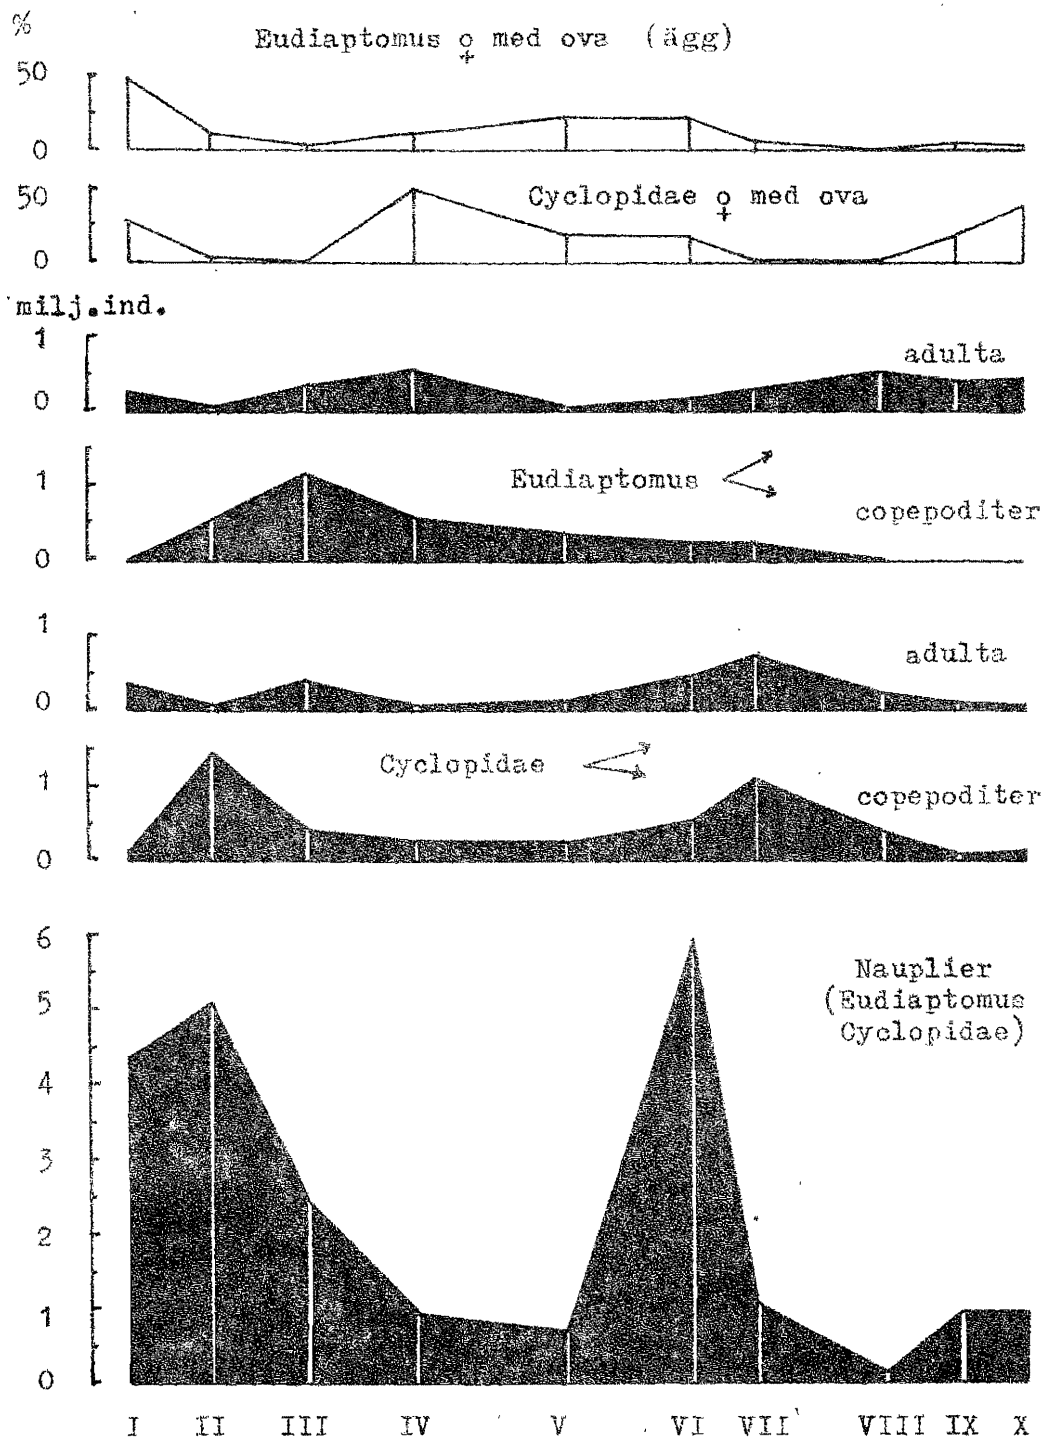 %
Eudiaptomus ♀ med ova (ägg)
50
0
50
Cyclopidae ♀ med ova
0
milj.ind.
1
adulta
0
1
Eudiaptomus
copepoditer
0
1
adulta
0
Cyclopidae
1
copepoditer
0
6
Nauplier
5
(Eudiaptomus
Cyclopidae)
4
3
2
1
0
I II III IV V VI VII VIII IX X